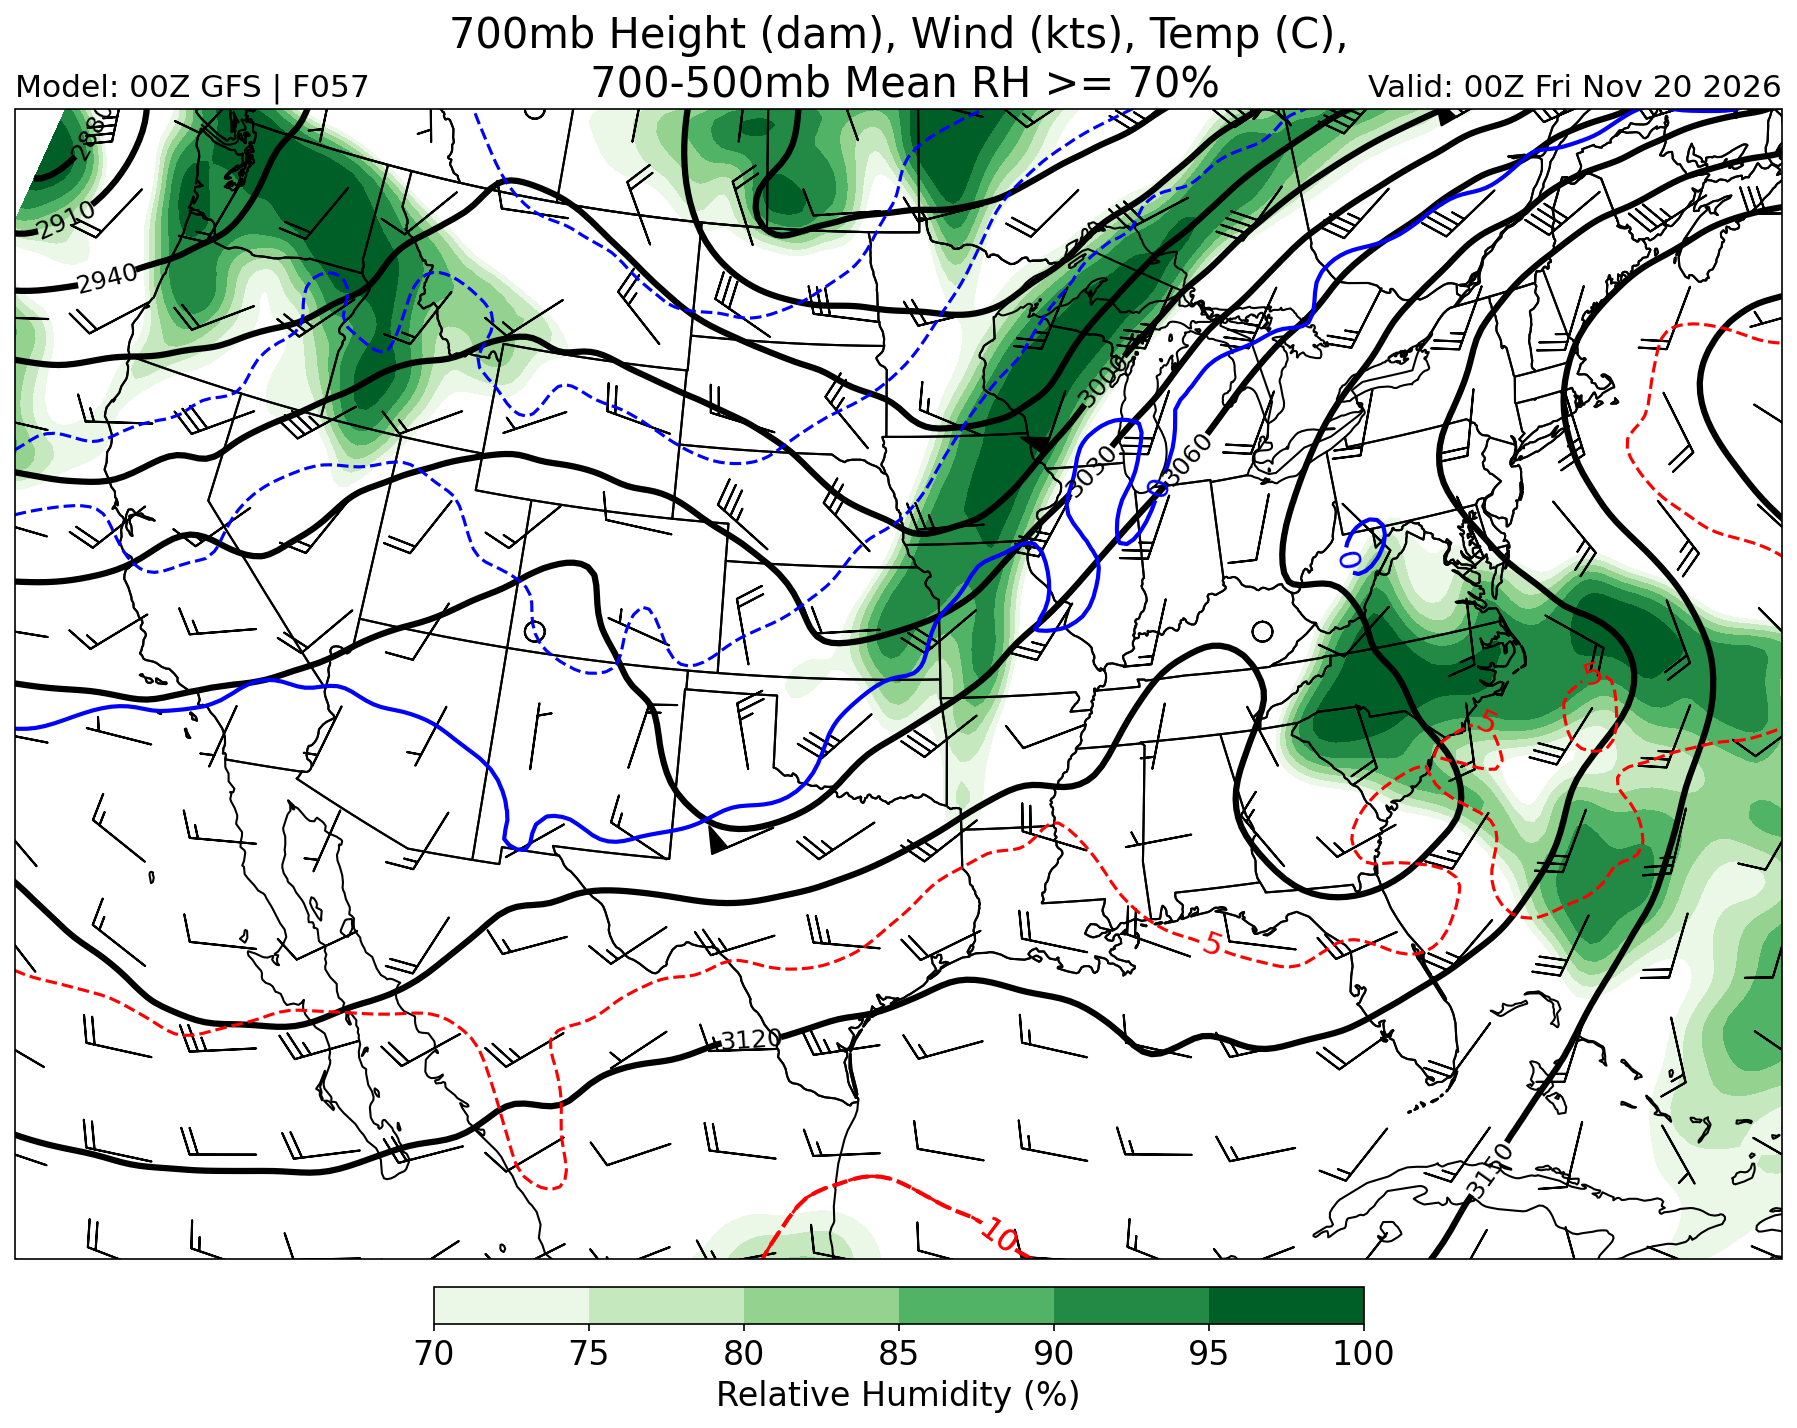 700mb Height (dam), Wind (kts), Temp (C),
700-500mb Mean RH >= 70%
Model: 00Z GFS | F057
Valid: 00Z Fri Nov 20 2026
2880
2910
2940
3000
3030
3060
0
0
5
5
5
3120
3150
10
70 75 80 85 90 95 100
Relative Humidity (%)